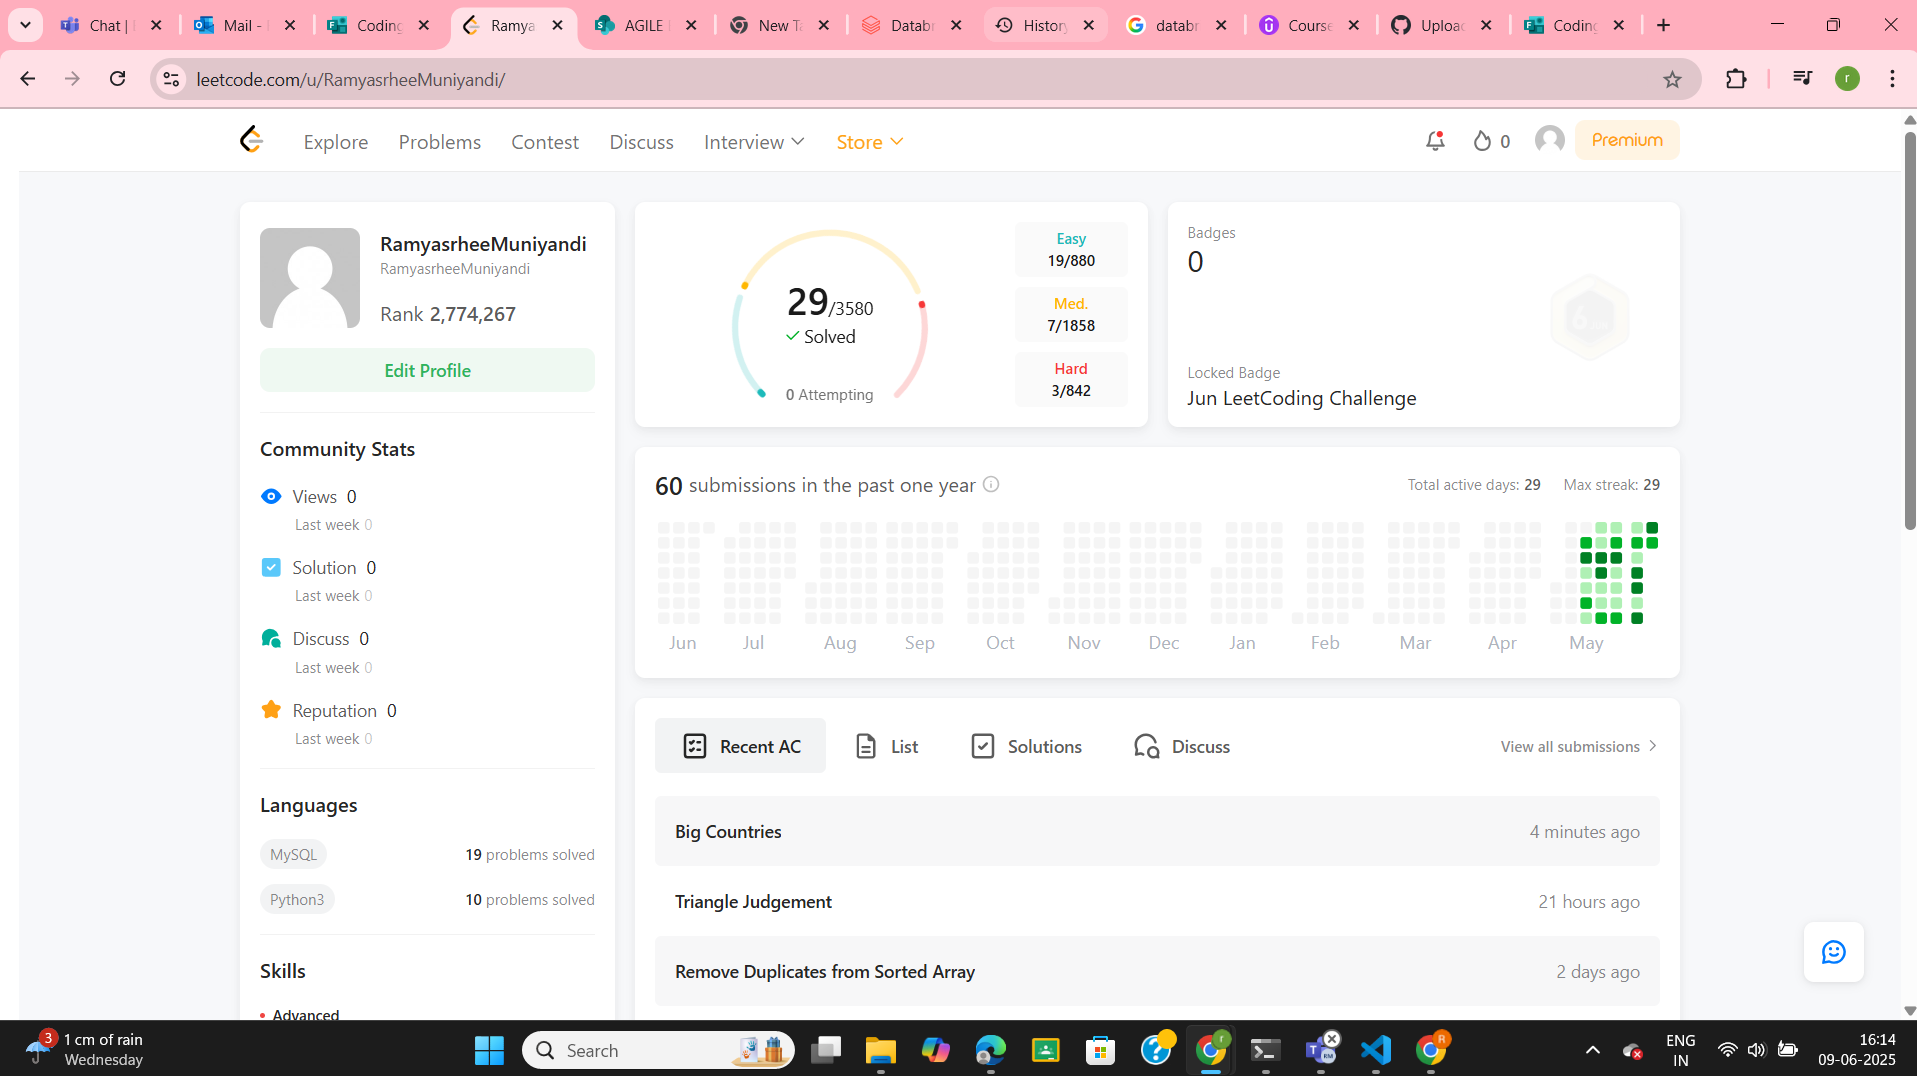 Chat |
Mail -
Coding
Ramya
AGILE
New Ta
Databr
History
databr
Course
Upload
Coding
leetcode.com/u/RamyasrheeMuniyandi/
r
Explore
Problems
Contest
Discuss
Interview
Store
0
Premium
RamyasrheeMuniyandi
RamyasrheeMuniyandi
Rank 2,774,267
Edit Profile
Community Stats
Views 0
Last week 0
Solution 0
Last week 0
Discuss 0
Last week 0
Reputation 0
Last week 0
Languages
MySQL
19 problems solved
Python3
10 problems solved
Skills
Advanced
29/3580
Solved
0 Attempting
Easy
19/880
Med.
7/1858
Hard
3/842
Badges
0
Locked Badge
Jun LeetCoding Challenge
60 submissions in the past one year
Total active days: 29
Max streak: 29
Jun
Jul
Aug
Sep
Oct
Nov
Dec
Jan
Feb
Mar
Apr
May
Recent AC
List
Solutions
Discuss
View all submissions
Big Countries
4 minutes ago
Triangle Judgement
21 hours ago
Remove Duplicates from Sorted Array
2 days ago
3
1 cm of rain
Wednesday
Search
r
RM
R
ENG
IN
16:14
09-06-2025